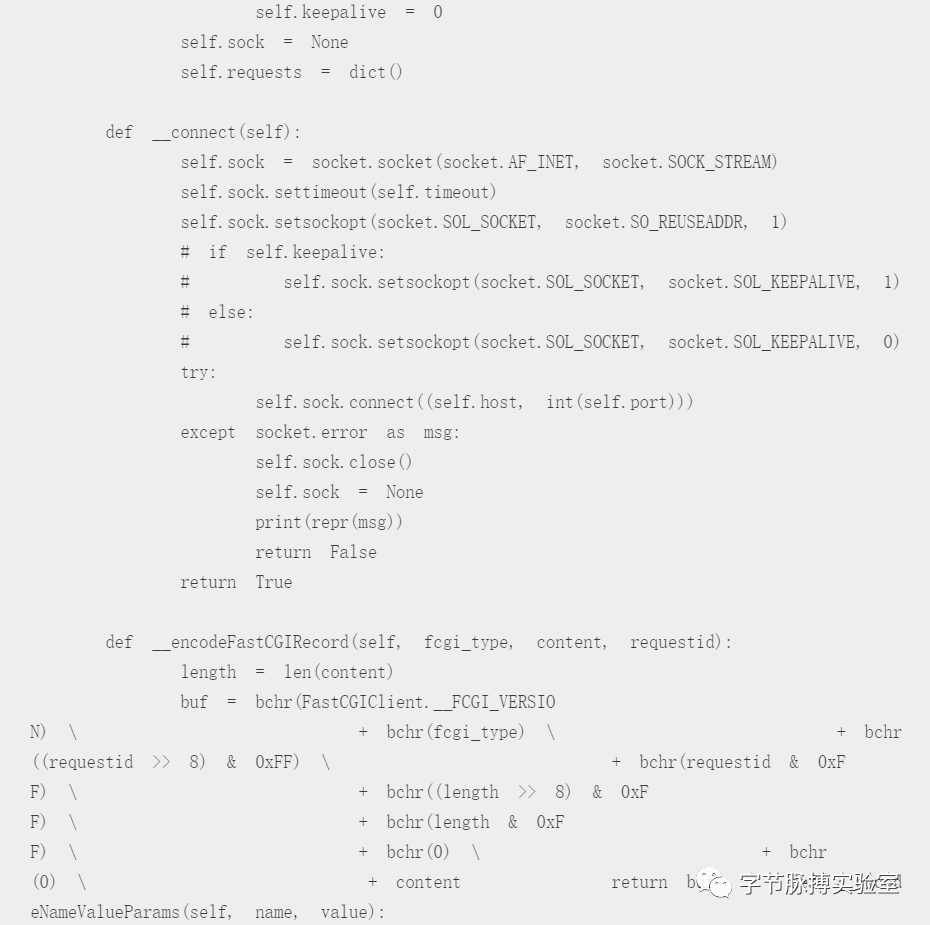 self.keepalive = 0
self.sock = None
self.requests = dict()
def __connect(self):
self.sock = socket.socket(socket.AF_INET, socket.SOCK_STREAM)
self.sock.settimeout(self.timeout)
self.sock.setsockopt(socket.SOL_SOCKET, socket.SO_REUSEADDR, 1)
# if self.keepalive:
# self.sock.setsockopt(socket.SOL_SOCKET, socket.SOL_KEEPALIVE, 1)
# else:
# self.sock.setsockopt(socket.SOL_SOCKET, socket.SOL_KEEPALIVE, 0)
try:
self.sock.connect((self.host, int(self.port)))
except socket.error as msg:
self.sock.close()
self.sock = None
print(repr(msg))
return False
return True
def __encodeFastCGIRecord(self, fcgi_type, content, requestid):
length = len(content)
buf = bchr(FastCGIClient.__FCGI_VERSIO
N) \ + bchr(fcgi_type) \ + bchr
((requestid >> 8) & 0xFF) \ + bchr(requestid & 0xF
F) \ + bchr((length >> 8) & 0xF
F) \ + bchr(length & 0xF
F) \ + bchr(0) \ + bchr
(0) \ + content return
字节脉搏实验室
eNameValueParams(self, name, value):